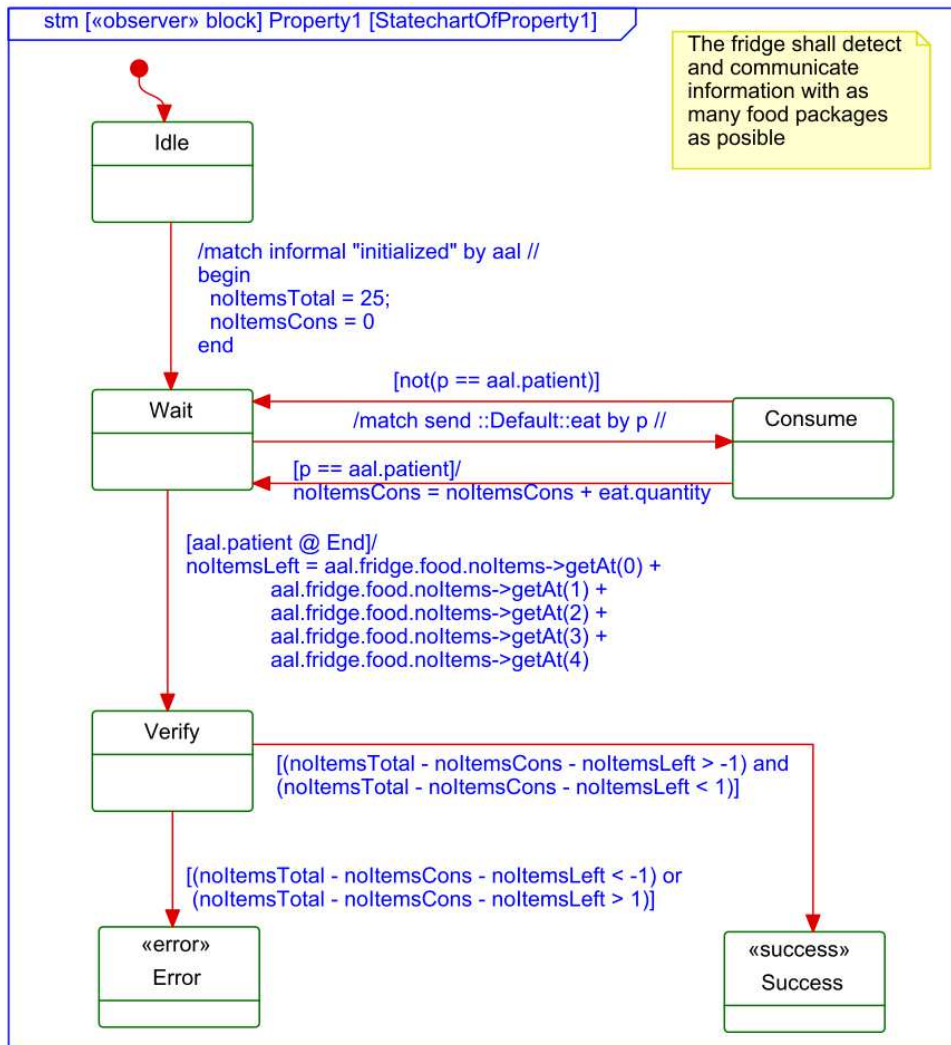 stm [«observer» block] Property1 [StatechartOfProperty1]
The fridge shall detect
and communicate
information with as
many food packages
as posible
Idle
/match informal "initialized" by aal //
begin
noItemsTotal = 25;
noItemsCons = 0
end
[not(p == aal.patient)]
Wait
Consume
/match send ::Default::eat by p //
[p == aal.patient]/
noItemsCons = noItemsCons + eat.quantity
[aal.patient @ End]/
noItemsLeft = aal.fridge.food.noItems->getAt(0) +
aal.fridge.food.noItems->getAt(1) +
aal.fridge.food.noItems->getAt(2) +
aal.fridge.food.noItems->getAt(3) +
aal.fridge.food.noItems->getAt(4)
Verify
[(noItemsTotal - noItemsCons - noItemsLeft > -1) and
(noItemsTotal - noItemsCons - noItemsLeft < 1)]
[(noItemsTotal - noItemsCons - noItemsLeft < -1) or
(noItemsTotal - noItemsCons - noItemsLeft > 1)]
«error»
Error
«success»
Success